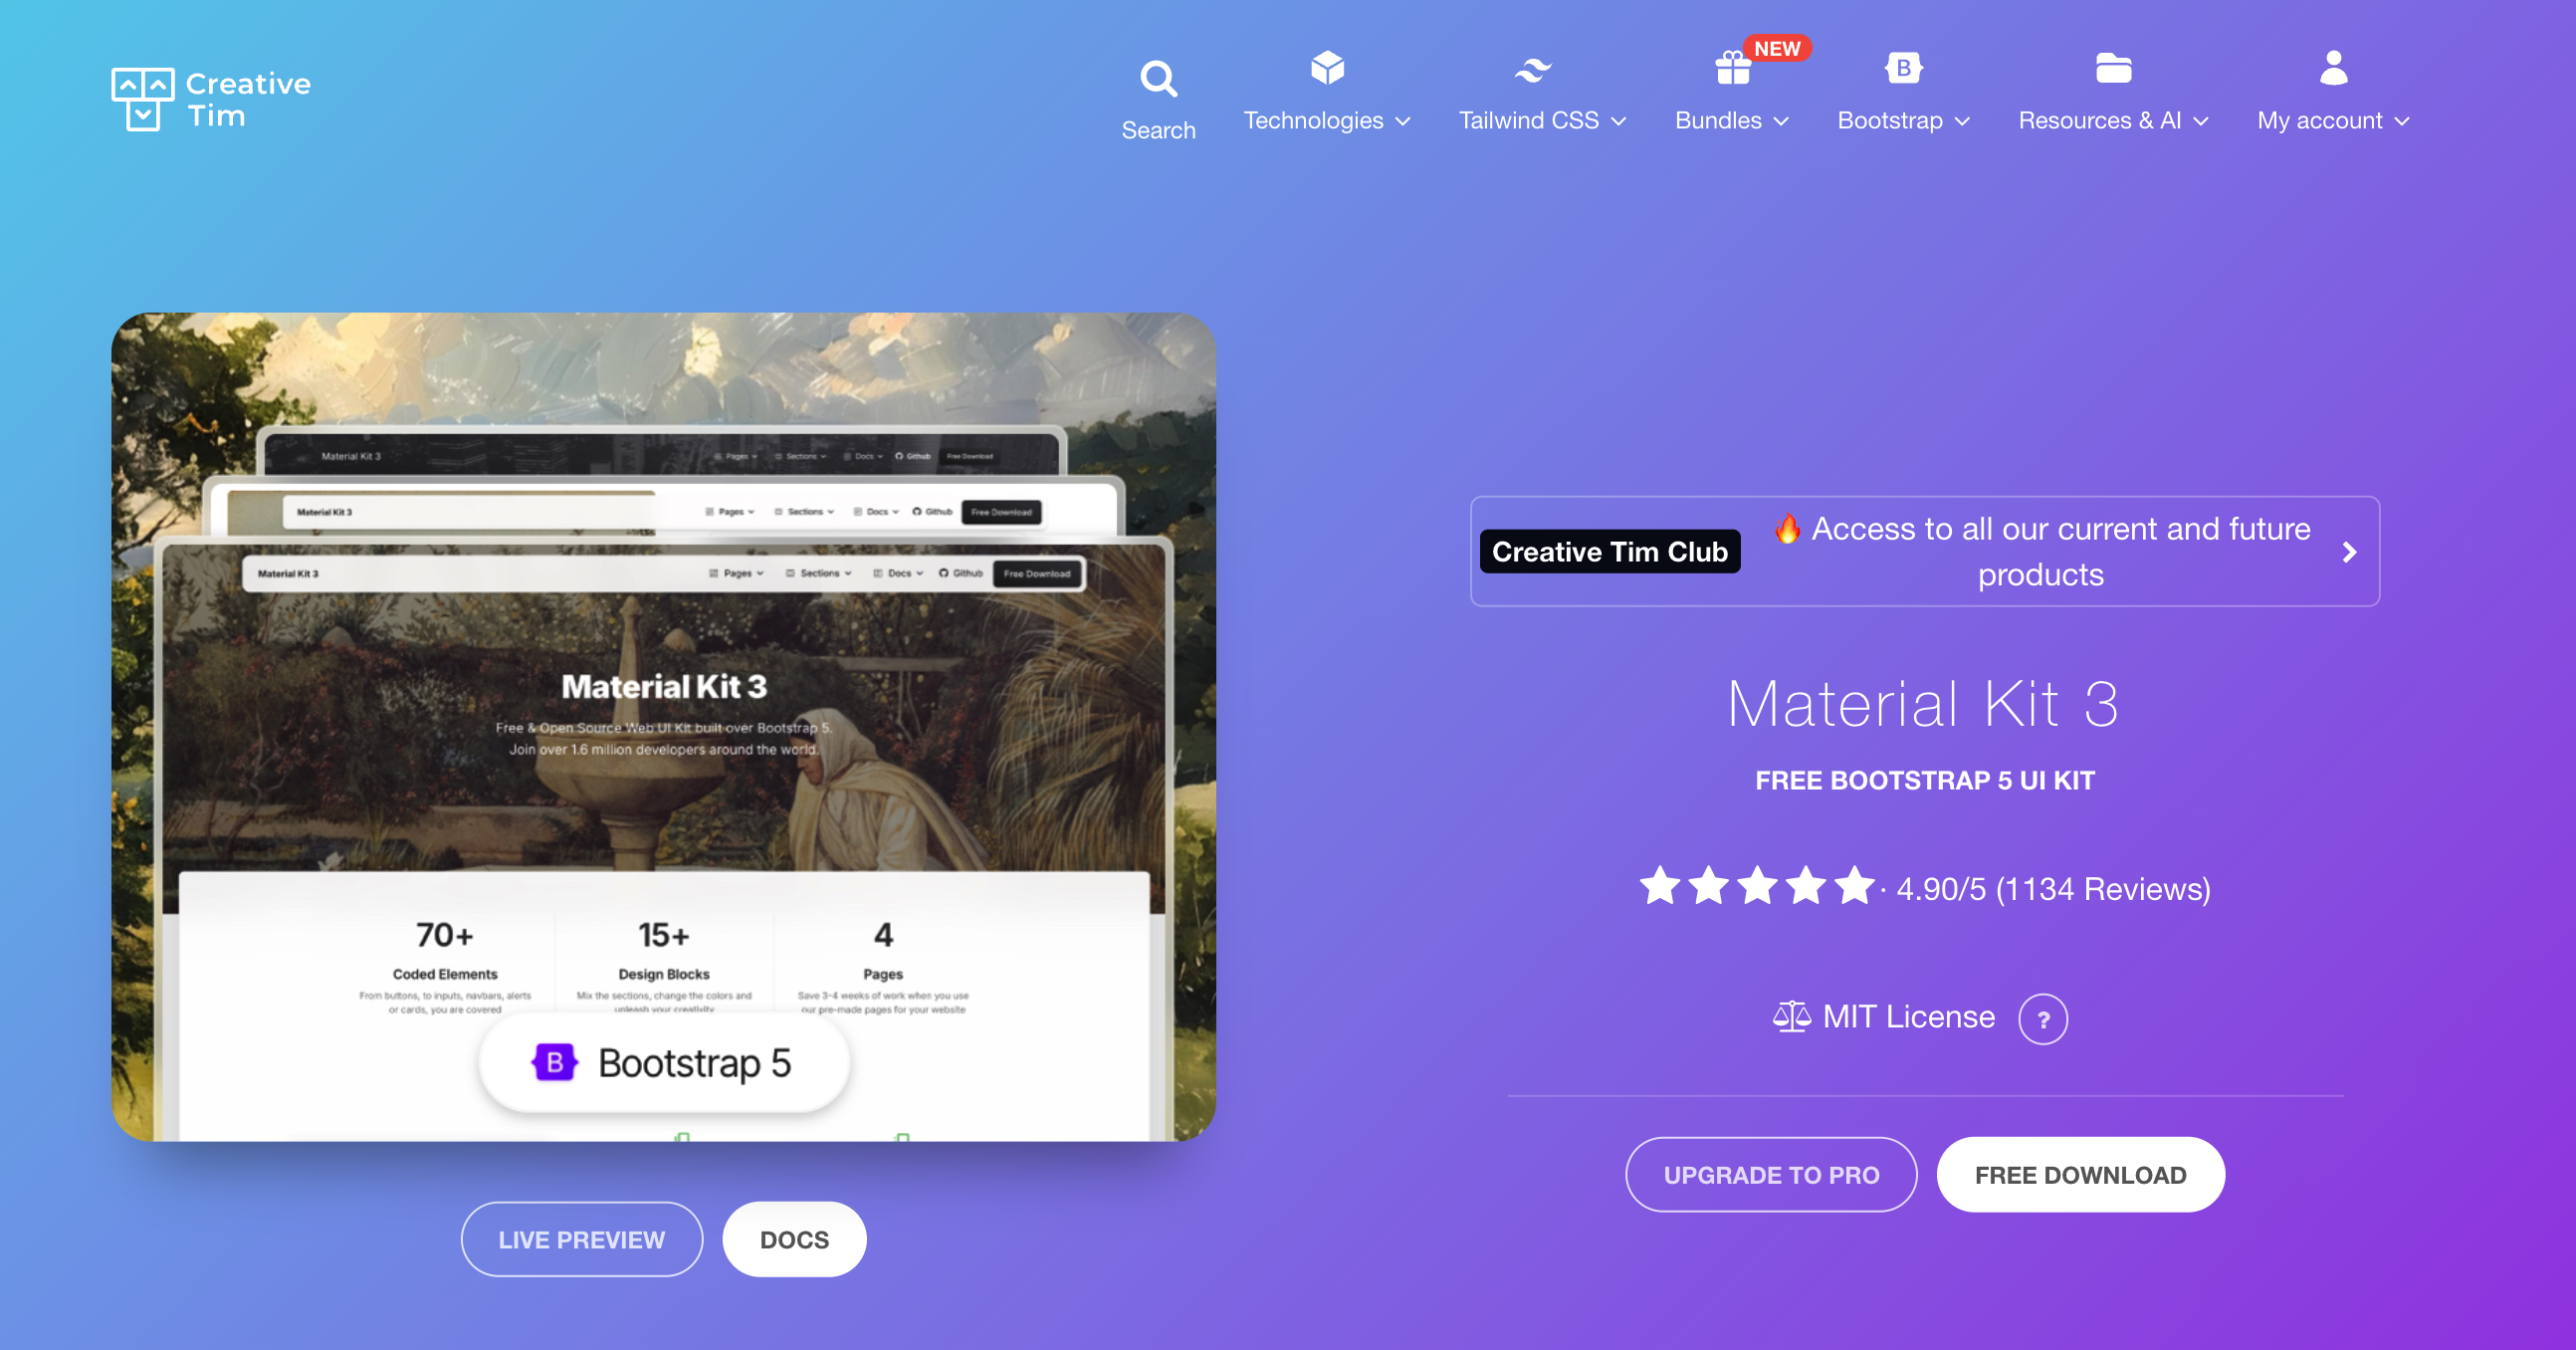 Creative
Tim
Search
Technologies
Tailwind CSS
NEW
Bundles
B
Bootstrap
Resources & AI
My account
Material Kit 3
Pages
Sections
Docs
Github
Free Download
Material Kit 3
Pages
Sections
Docs
Github
Free Download
Material Kit 3
Pages
Sections
Docs
Github
Free Download
Material Kit 3
Free & Open Source Web UI Kit built over Bootstrap 5.
Join over 1.6 million developers around the world.
70+
Coded Elements
From buttons, to inputs, navbars, alerts
or cards, you are covered
15+
Design Blocks
Mix the sections, change the colors and
unleash your creativity
4
Pages
Save 3-4 weeks of work when you use
our pre-made pages for your website
B Bootstrap 5
LIVE PREVIEW
DOCS
Creative Tim Club
🔥 Access to all our current and future
products
Material Kit 3
FREE BOOTSTRAP 5 UI KIT
· 4.90/5 (1134 Reviews)
MIT License ?
UPGRADE TO PRO
FREE DOWNLOAD